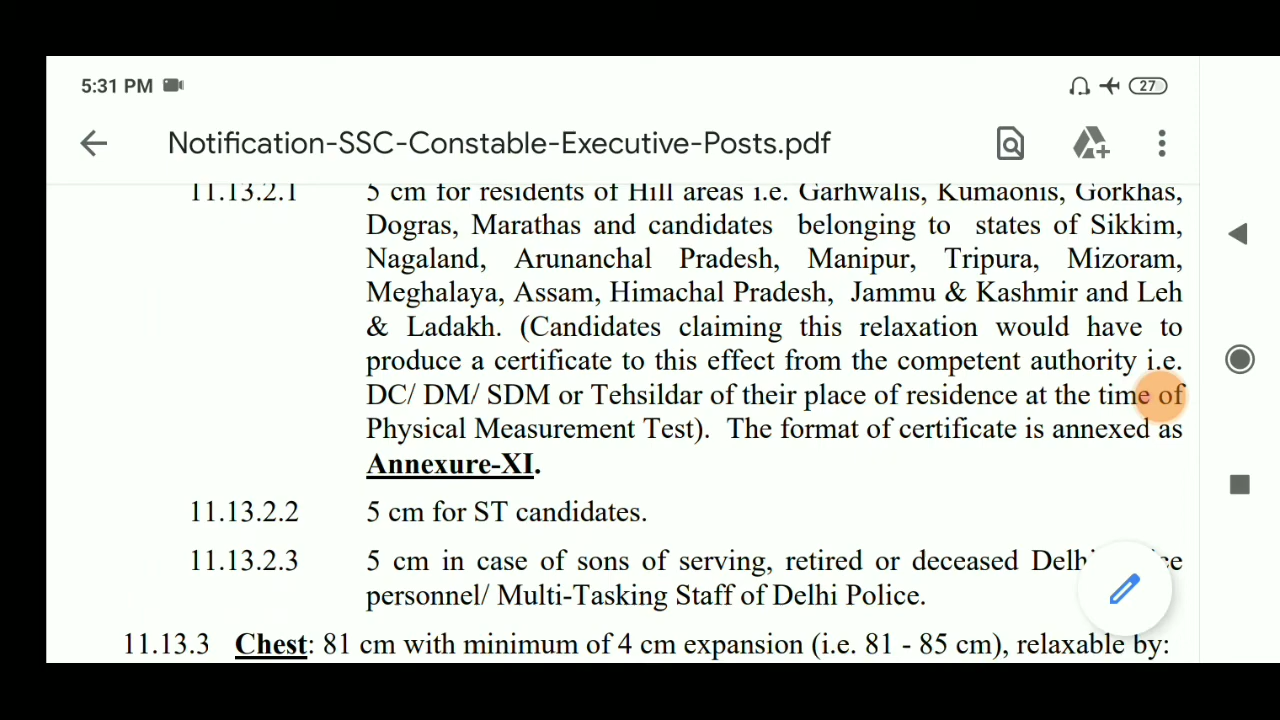 5:31 PM
27
Notification-SSC-Constable-Executive-Posts.pdf
11.13.2.1 5 cm for residents of Hill areas i.e. Garhwalis, Kumaonis, Gorkhas,
Dogras, Marathas and candidates belonging to states of Sikkim,
Nagaland, Arunanchal Pradesh, Manipur, Tripura, Mizoram,
Meghalaya, Assam, Himachal Pradesh, Jammu & Kashmir and Leh
& Ladakh. (Candidates claiming this relaxation would have to
produce a certificate to this effect from the competent authority i.e.
DC/ DM/ SDM or Tehsildar of their place of residence at the time of
Physical Measurement Test). The format of certificate is annexed as
Annexure-XI.
11.13.2.2 5 cm for ST candidates.
11.13.2.3 5 cm in case of sons of serving, retired or deceased
personnel/ Multi-Tasking Staff of Delhi Police.
11.13.3 Chest: 81 cm with minimum of 4 cm expansion (i.e. 81 - 85 cm), relaxable by: